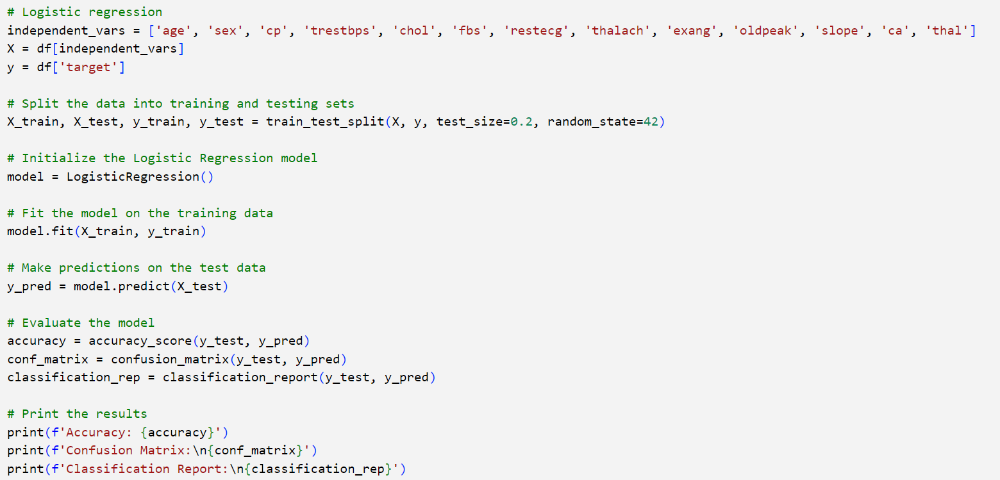 # Logistic regression
independent_vars = ['age', 'sex', 'cp', 'trestbps', 'chol', 'fbs', 'restecg', 'thalach', 'exang', 'oldpeak', 'slope', 'ca', 'thal']
X = df[independent_vars]
y = df['target']
# Split the data into training and testing sets
X_train, X_test, y_train, y_test = train_test_split(X, y, test_size=0.2, random_state=42)
# Initialize the Logistic Regression model
model = LogisticRegression()
# Fit the model on the training data
model.fit(X_train, y_train)
# Make predictions on the test data
y_pred = model.predict(X_test)
# Evaluate the model
accuracy = accuracy_score(y_test, y_pred)
conf_matrix = confusion_matrix(y_test, y_pred)
classification_rep = classification_report(y_test, y_pred)
# Print the results
print(f'Accuracy: {accuracy}')
print(f'Confusion Matrix:\n{conf_matrix}')
print(f'Classification Report:\n{classification_rep}')